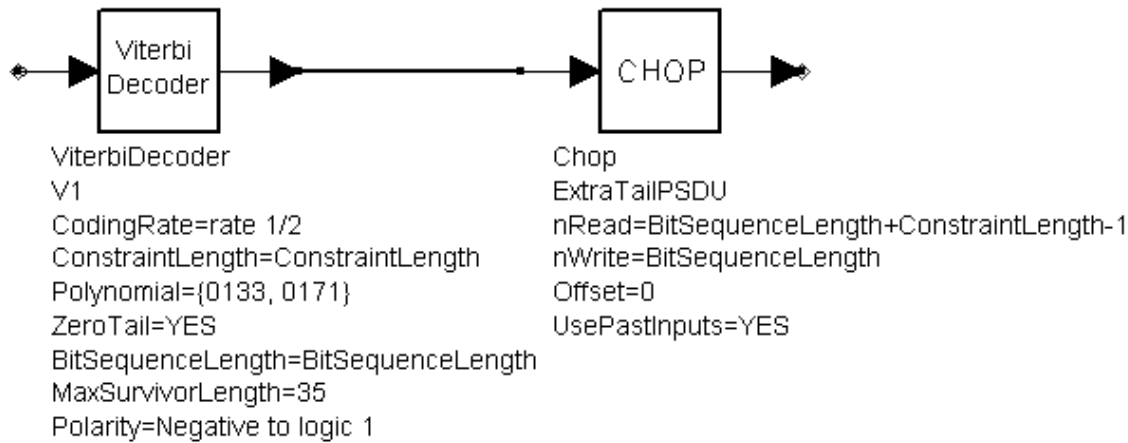 Viterbi
Decoder
CHOP
ViterbiDecoder
V1
CodingRate=rate 1/2
ConstraintLength=ConstraintLength
Polynomial={0133, 0171}
ZeroTail=YES
BitSequenceLength=BitSequenceLength
MaxSurvivorLength=35
Polarity=Negative to logic 1
Chop
ExtraTailPSDU
nRead=BitSequenceLength+ConstraintLength-1
nWrite=BitSequenceLength
Offset=0
UsePastInputs=YES